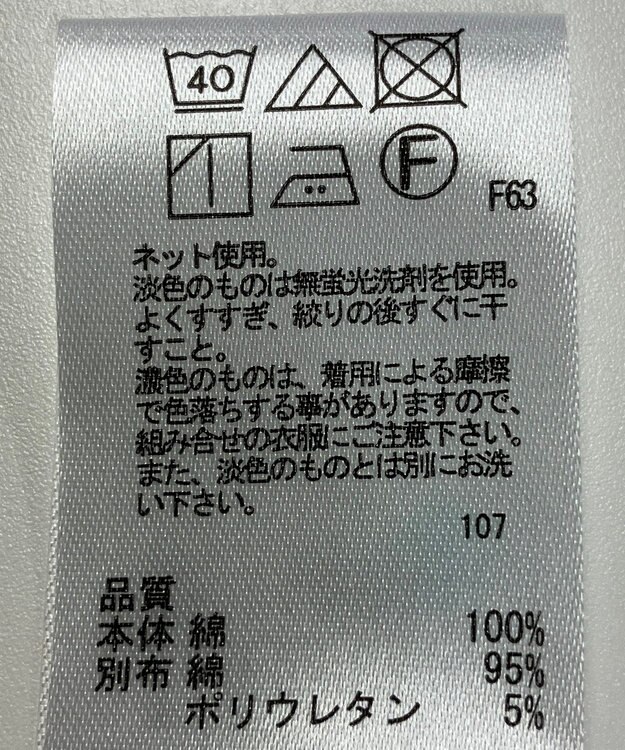 40
F
F63
ネット使用。
淡色のものは無蛍光洗剤を使用。
よくすすぎ、絞りの後すぐに干
すこと。
濃色のものは、着用による摩擦
で色落ちする事がありますので、
組み合せの衣服にご注意下さい。
また、淡色のものとは別にお洗
い下さい。
107
品質
本体 綿 100%
別布 綿 95%
ポリウレタン 5%